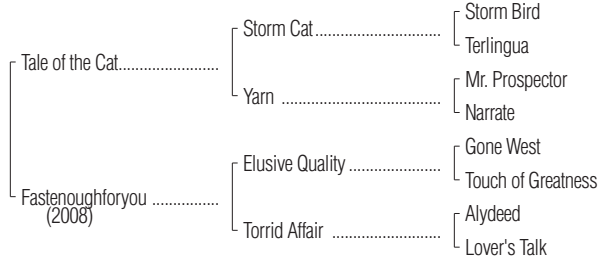 Storm Bird
Storm Cat
Terlingua
Tale of the Cat
Mr. Prospector
Yarn
Narrate
Gone West
Elusive Quality
Touch of Greatness
Fastenoughforyou
(2008)
Alydeed
Torrid Affair
Lover's Talk